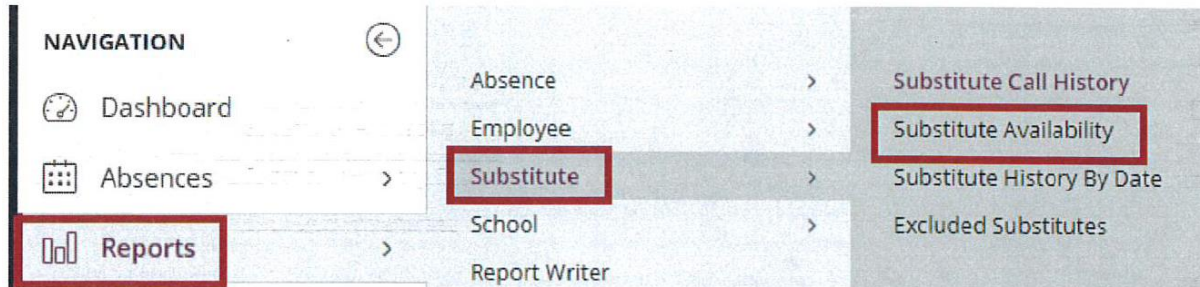 NAVIGATION
Dashboard
Absences
Reports
Absence
Employee
Substitute
School
Report Writer
Substitute Call History
Substitute Availability
Substitute History By Date
Excluded Substitutes